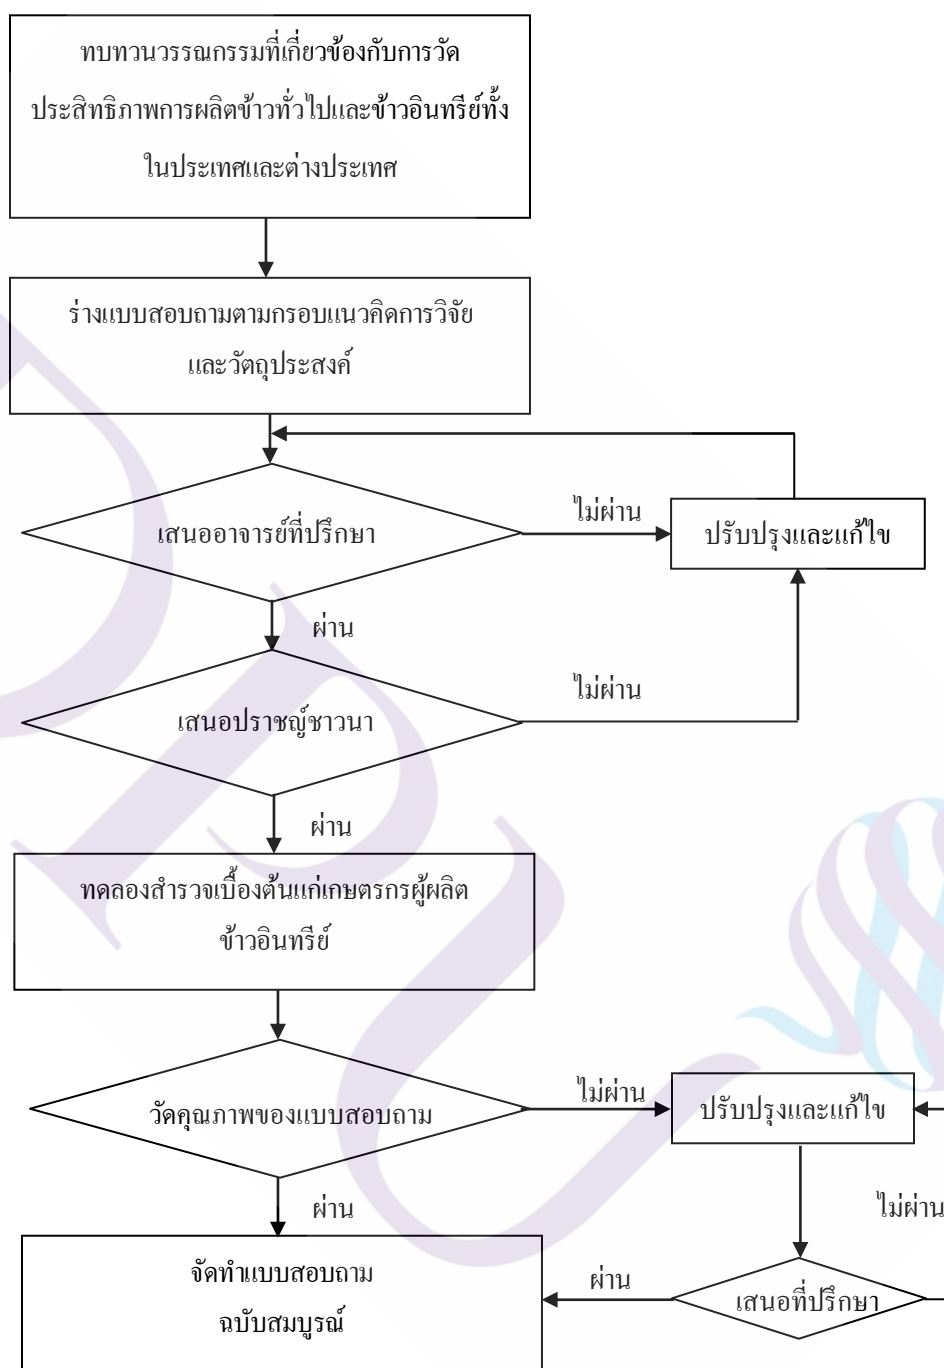 ทบทวนวรรณกรรมที่เกี่ยวข้องกับการวัด
ประสิทธิภาพการผลิตข้าวทั่วไปและข้าวอินทรีย์ทั้ง
ในประเทศและต่างประเทศ
ร่างแบบสอบถามตามกรอบแนวคิดการวิจัย
และวัตถุประสงค์
เสนออาจารย์ที่ปรึกษา
ไม่ผ่าน
ปรับปรุงและแก้ไข
ผ่าน
เสนอปราชญ์ชาวนา
ไม่ผ่าน
ผ่าน
ทดลองสำรวจเบื้องต้นแก่เกษตรกรผู้ผลิต
ข้าวอินทรีย์
วัดคุณภาพของแบบสอบถาม
ไม่ผ่าน
ปรับปรุงและแก้ไข
ผ่าน
ไม่ผ่าน
จัดทำแบบสอบถาม
ฉบับสมบูรณ์
ผ่าน
เสนอที่ปรึกษา